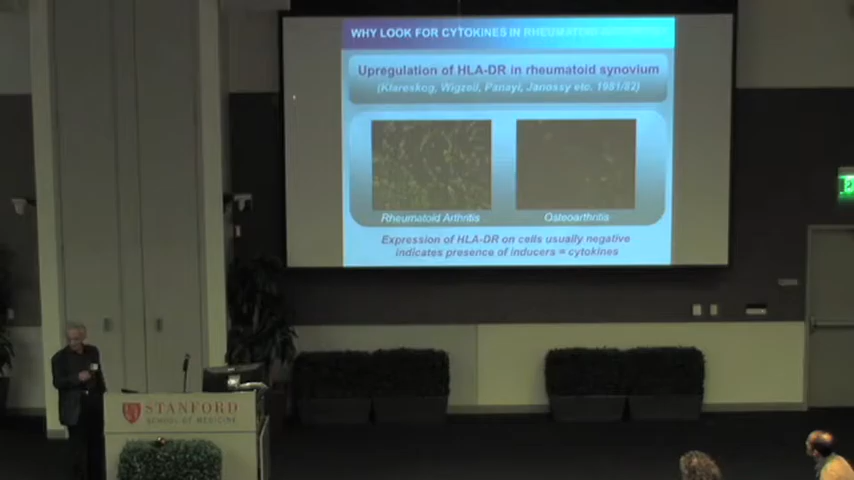 WHY LOOK FOR CYTOKINES IN RHEUMATOID
Upregulation of HLA-DR in rheumatoid synovium
(Klareskog, Wigzell, Panayi, Janossy etc. 1981/82)
Rheumatoid Arthritis
Osteoarthritis
Expression of HLA-DR on cells usually negative
indicates presence of inducers = cytokines
STANFORD
SCHOOL OF MEDICINE